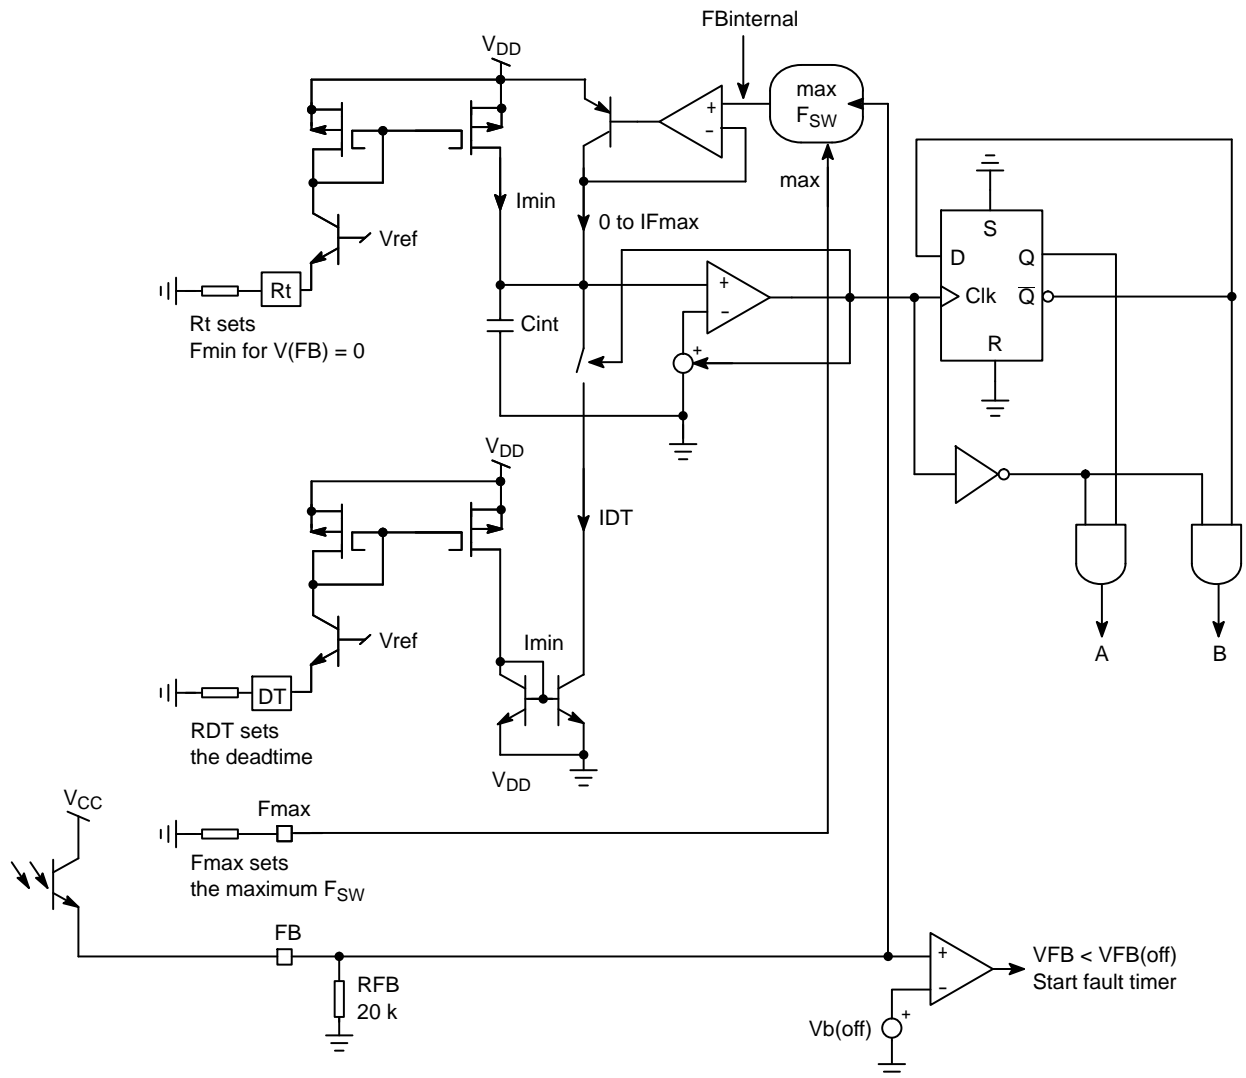 FBinternal
VDD
max
FSW
+
−
max
Imin
Vref
0 to IFmax
S
D
Q
Clk
Q̅
R
+
−
Rt
Cint
+
Rt sets
Fmin for V(FB) = 0
VDD
IDT
Vref
Imin
A
B
DT
RDT sets
the deadtime
VDD
VCC
Fmax
Fmax sets
the maximum FSW
FB
+
−
VFB < VFB(off)
Start fault timer
RFB
20 k
Vb(off)
+